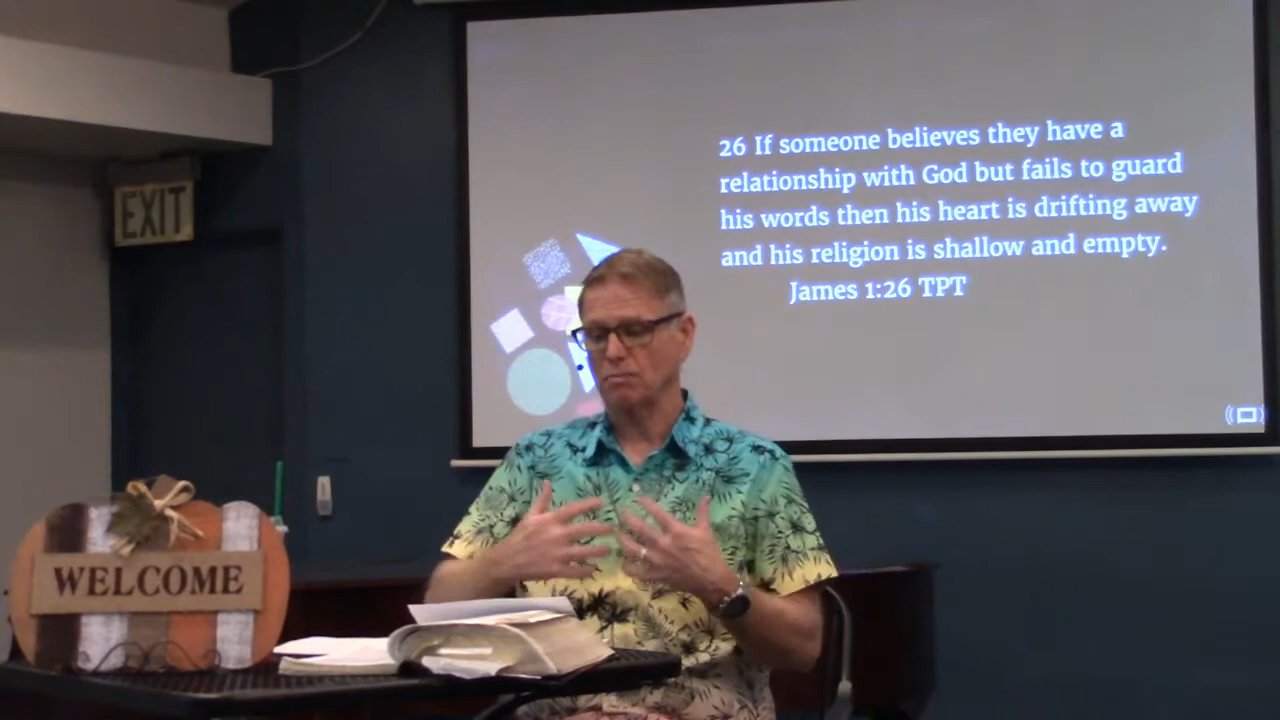 26 If someone believes they have a
relationship with God but fails to guard
his words then his heart is drifting away
and his religion is shallow and empty.
James 1:26 TPT
EXIT
WELCOME